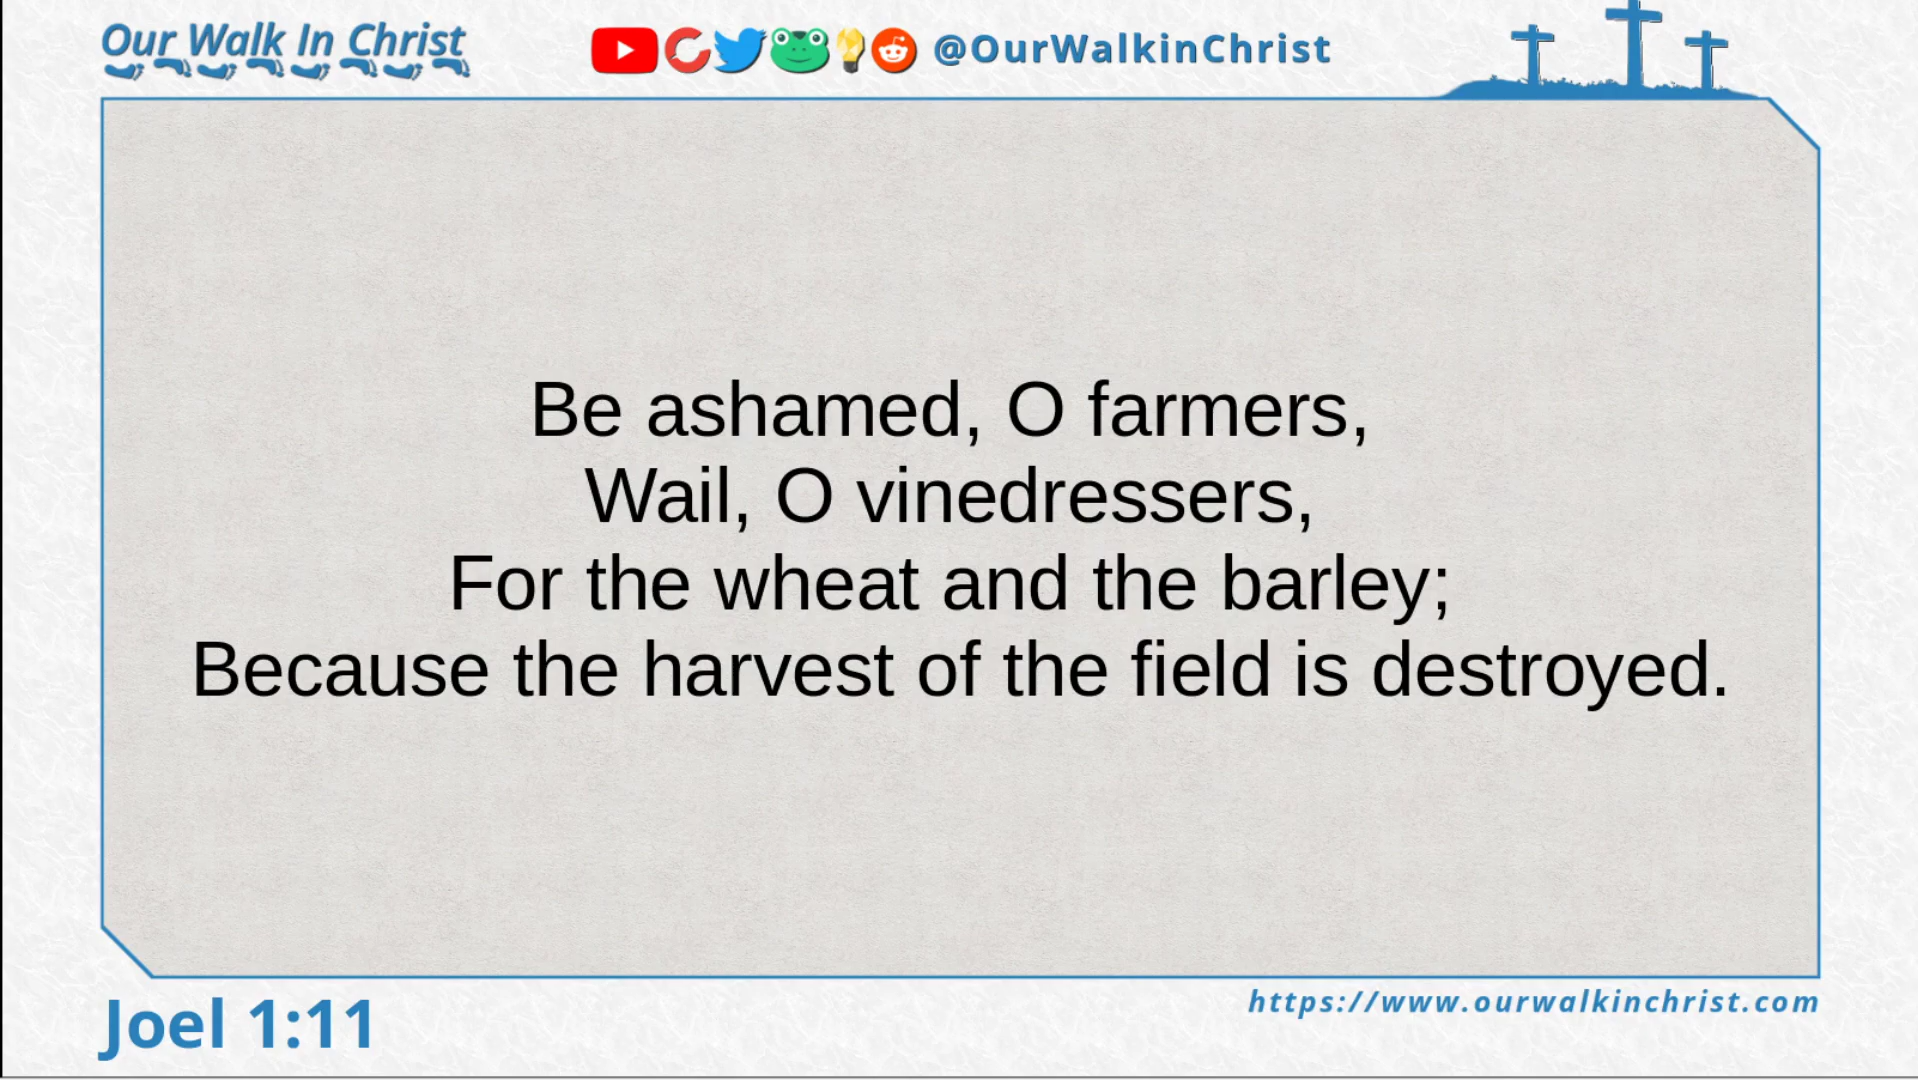 Our Walk In Christ
@OurWalkinChrist
Be ashamed, O farmers,
Wail, O vinedressers,
For the wheat and the barley;
Because the harvest of the field is destroyed.
Joel 1:11
https://www.ourwalkinchrist.com